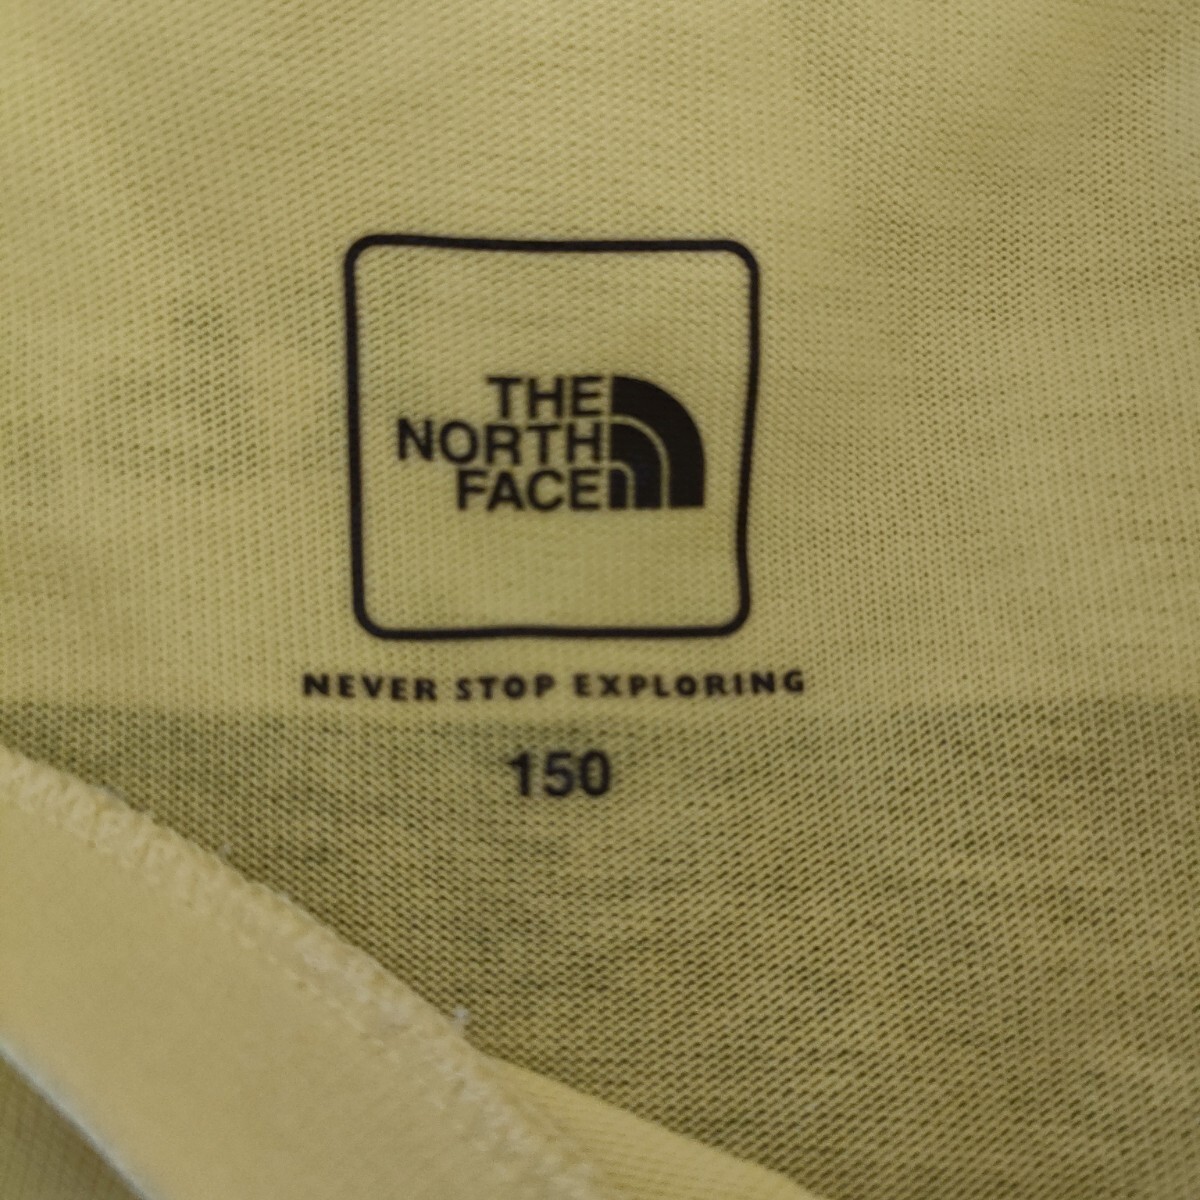 THE
NORTH
FACE
NEVER STOP EXPLORING
150